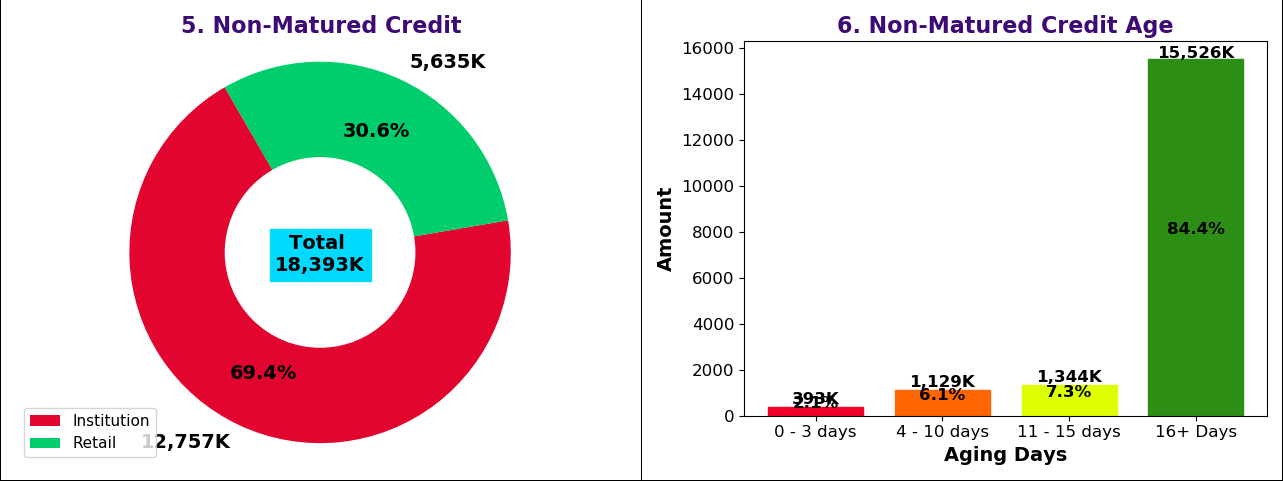 5. Non-Matured Credit
5,635K
30.6%
Total
18,393K
69.4%
Institution
Retail
12,757K
6. Non-Matured Credit Age
16000
14000
12000
10000
8000
6000
4000
2000
0
Amount
15,526K
84.4%
1,344K
7.3%
1,129K
6.1%
393K
2.1%
0 - 3 days
4 - 10 days
11 - 15 days
16+ Days
Aging Days